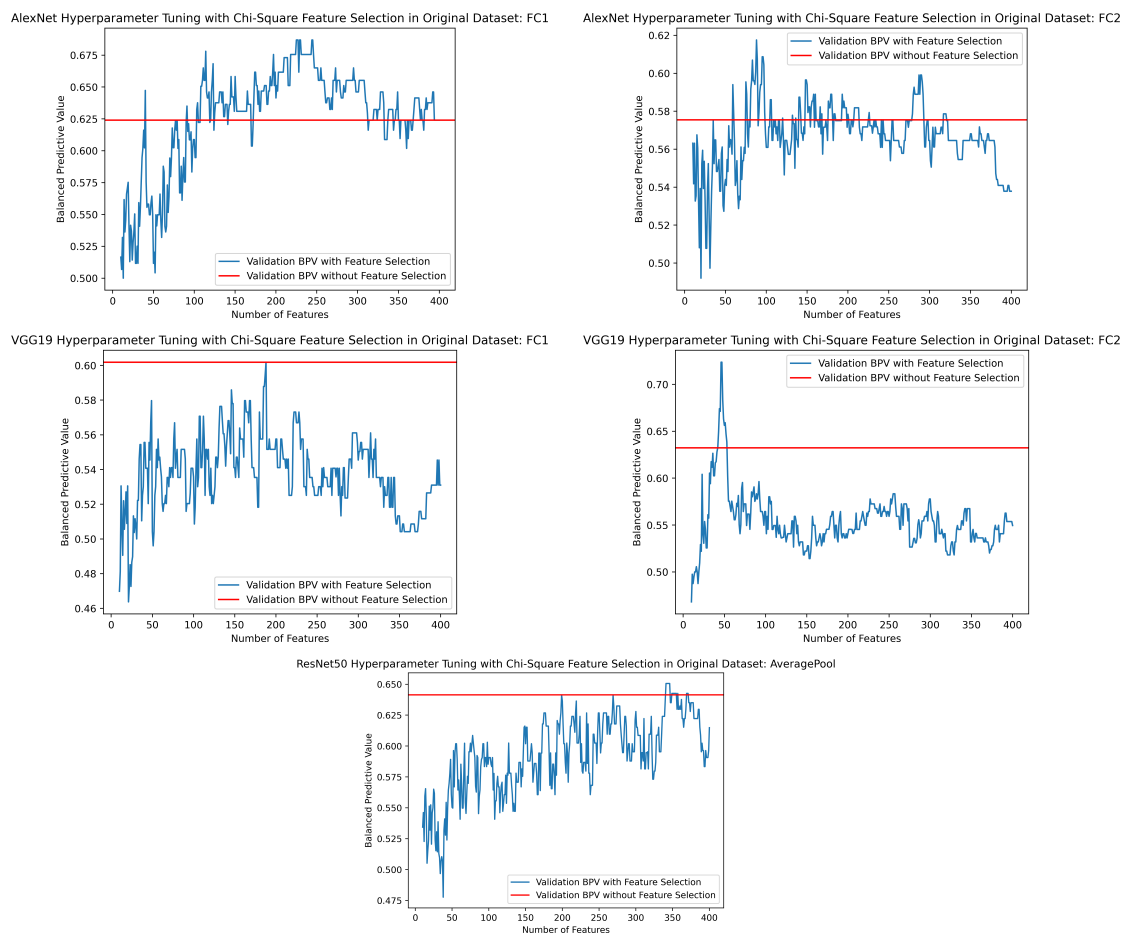 AlexNet Hyperparameter Tuning with Chi-Square Feature Selection in Original Dataset: FC1
0.675
0.650
0.625
0.600
0.575
0.550
0.525
0.500
Balanced Predictive Value
Validation BPV with Feature Selection
Validation BPV without Feature Selection
0 50 100 150 200 250 300 350 400
Number of Features
AlexNet Hyperparameter Tuning with Chi-Square Feature Selection in Original Dataset: FC2
0.62
0.60
0.58
0.56
0.54
0.52
0.50
Balanced Predictive Value
Validation BPV with Feature Selection
Validation BPV without Feature Selection
0 50 100 150 200 250 300 350 400
Number of Features
VGG19 Hyperparameter Tuning with Chi-Square Feature Selection in Original Dataset: FC1
0.60
0.58
0.56
0.54
0.52
0.50
0.48
0.46
Balanced Predictive Value
Validation BPV with Feature Selection
Validation BPV without Feature Selection
0 50 100 150 200 250 300 350 400
Number of Features
VGG19 Hyperparameter Tuning with Chi-Square Feature Selection in Original Dataset: FC2
0.70
0.65
0.60
0.55
0.50
Balanced Predictive Value
Validation BPV with Feature Selection
Validation BPV without Feature Selection
0 50 100 150 200 250 300 350 400
Number of Features
ResNet50 Hyperparameter Tuning with Chi-Square Feature Selection in Original Dataset: AveragePool
0.650
0.625
0.600
0.575
0.550
0.525
0.500
0.475
Balanced Predictive Value
Validation BPV with Feature Selection
Validation BPV without Feature Selection
0 50 100 150 200 250 300 350 400
Number of Features